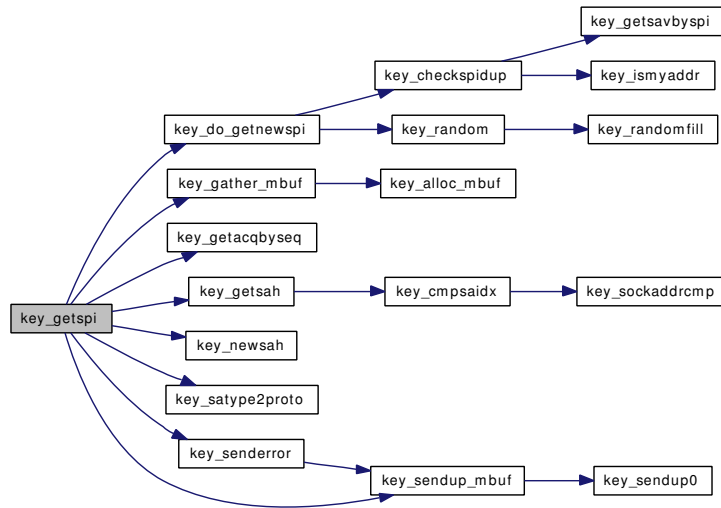 key_getsavbyspi
key_checkspidup
key_ismyaddr
key_do_getnewspi
key_random
key_randomfill
key_gather_mbuf
key_alloc_mbuf
key_getacqbyseq
key_getsah
key_cmpsaidx
key_sockaddrcmp
key_getspi
key_newsah
key_satype2proto
key_senderror
key_sendup_mbuf
key_sendup0